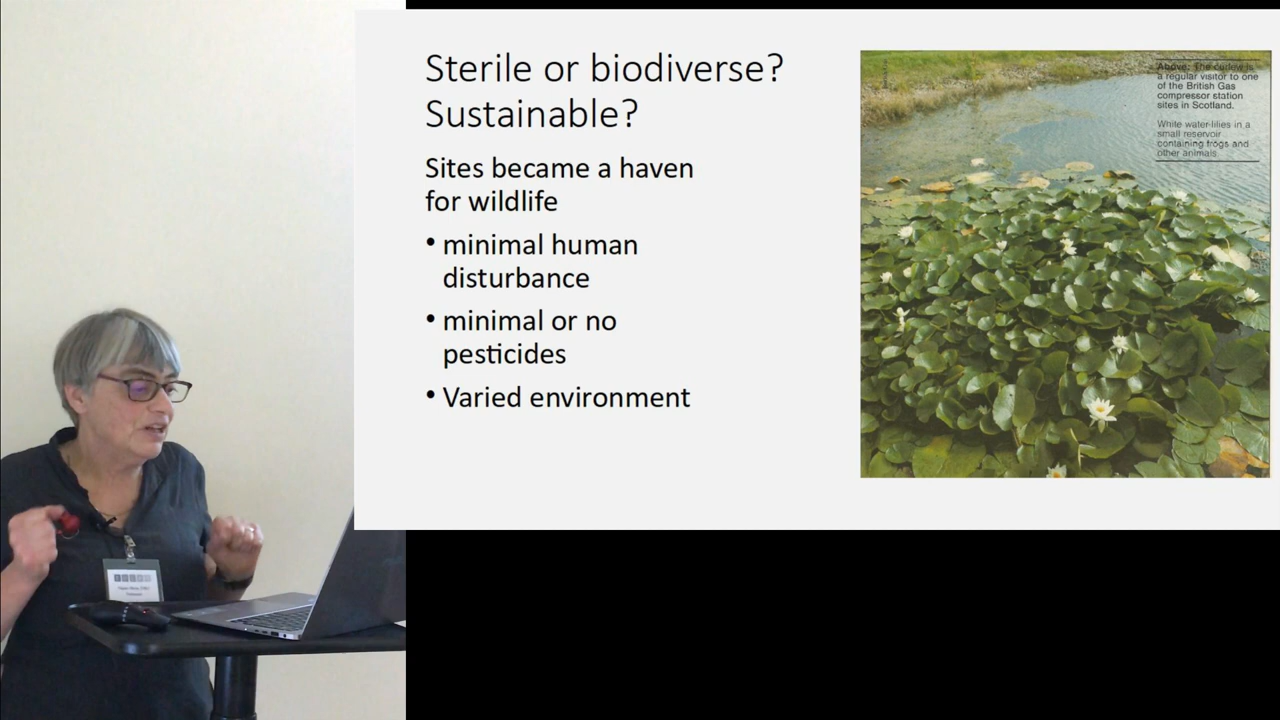 Sterile or biodiverse?
Sustainable?
Sites became a haven
for wildlife
• minimal human
disbturbance
• minimal or no
pesticides
• Varied environment
Above: The curlew is
a regular visitor to one
of the British Gas
compressor station
sites in Scotland.
White water-lilies in a
small reservoir
containing frogs and
other animals